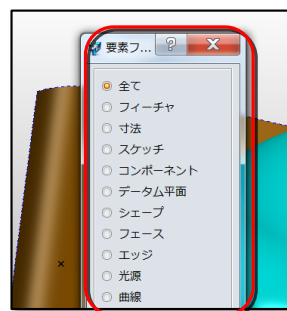 要素フ...
全て
フィーチャ
寸法
スケッチ
コンポーネント
データム平面
シェープ
フェース
エッジ
光源
曲線